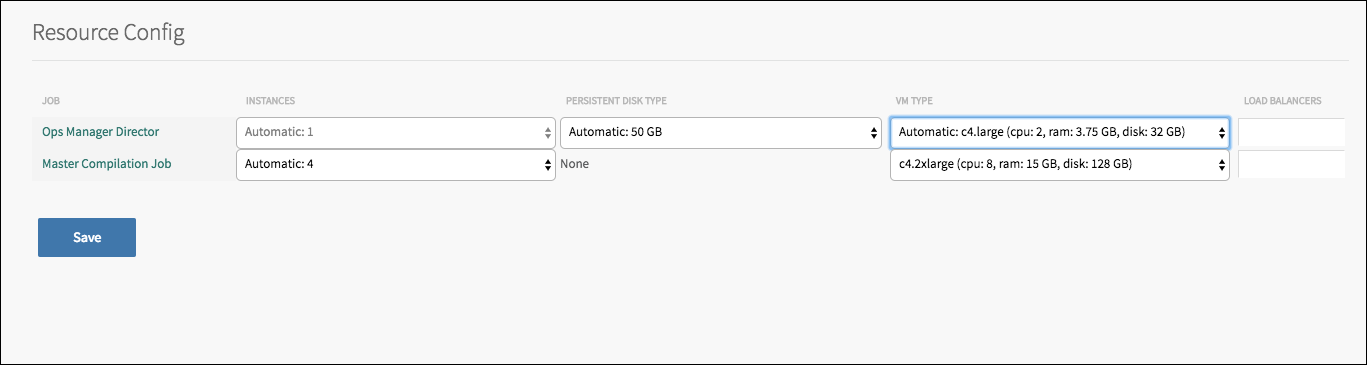 Resource Config
JOB INSTANCES PERSISTENT DISK TYPE VM TYPE LOAD BALANCERS
Ops Manager Director Automatic: 1 Automatic: 50 GB Automatic: c4.large (cpu: 2, ram: 3.75 GB, disk: 32 GB)
Master Compilation Job Automatic: 4 None c4.2xlarge (cpu: 8, ram: 15 GB, disk: 128 GB)
Save